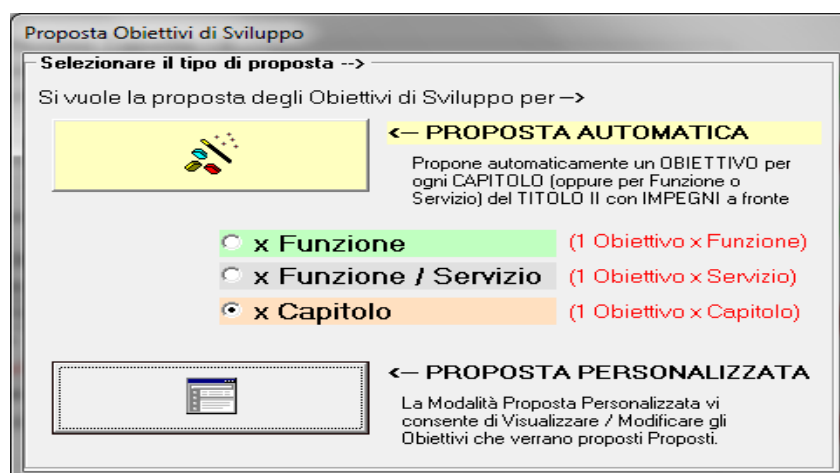 Proposta Obiettivi di Sviluppo
Selezionare il tipo di proposta -->
Si vuole la proposta degli Obiettivi di Sviluppo per -->
<-- PROPOSTA AUTOMATICA
Propone automaticamente un OBIETTIVO per
ogni CAPITOLO (oppure per Funzione o
Servizio) del TITOLO II con IMPEGNI a fronte
x Funzione (1 Obiettivo x Funzione)
x Funzione / Servizio (1 Obiettivo x Servizio)
x Capitolo (1 Obiettivo x Capitolo)
<-- PROPOSTA PERSONALIZZATA
La Modalità Proposta Personalizzata vi
consente di Visualizzare / Modificare gli
Obiettivi che verrano proposti Proposti.